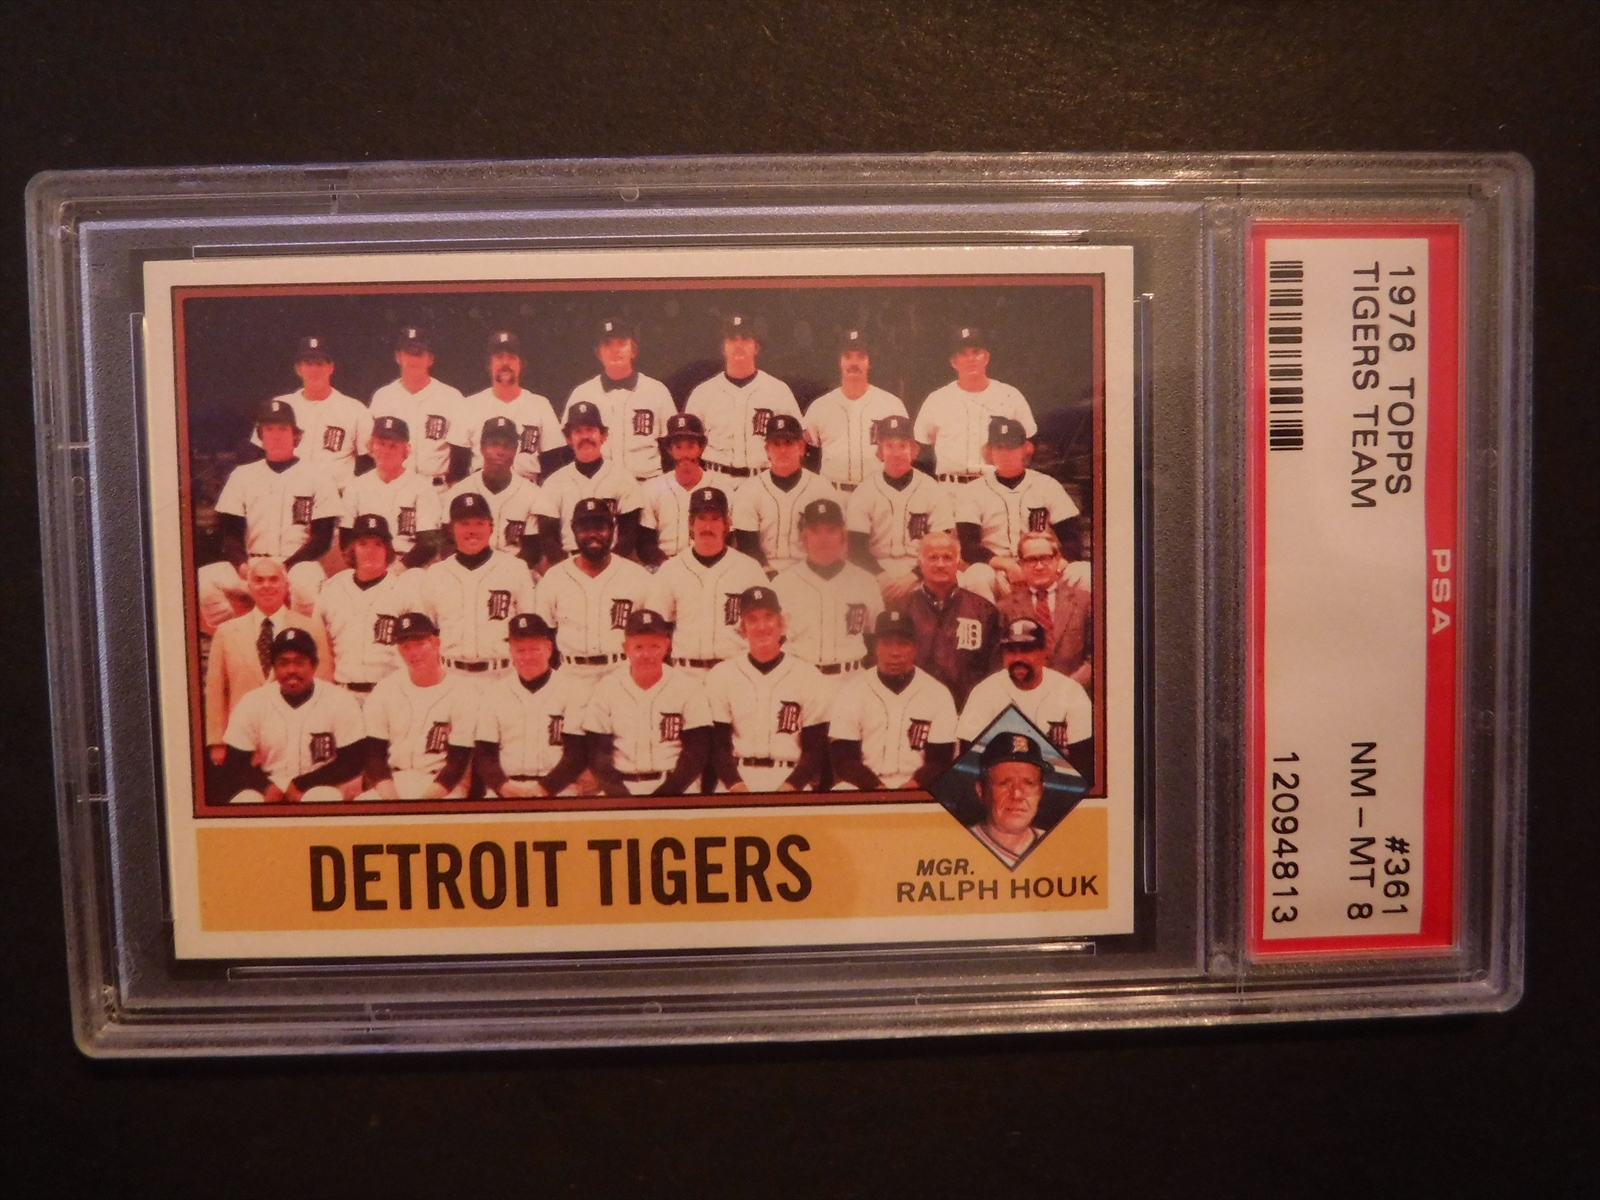 DETROIT TIGERS
MGR.
RALPH HOUK
1976 TOPPS #361
TIGERS TEAM NM-MT 8
12094813
PSA